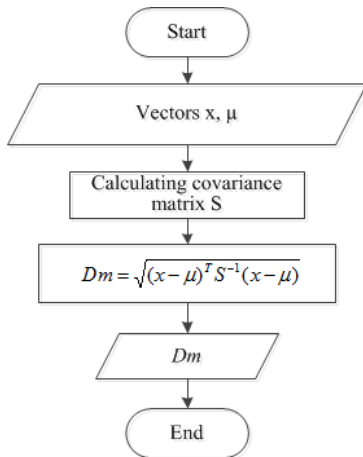 Start
Vectors x, μ
Calculating covariance
matrix S
Dm = √(x−μ)ᵀ S⁻¹(x−μ)
Dm
End